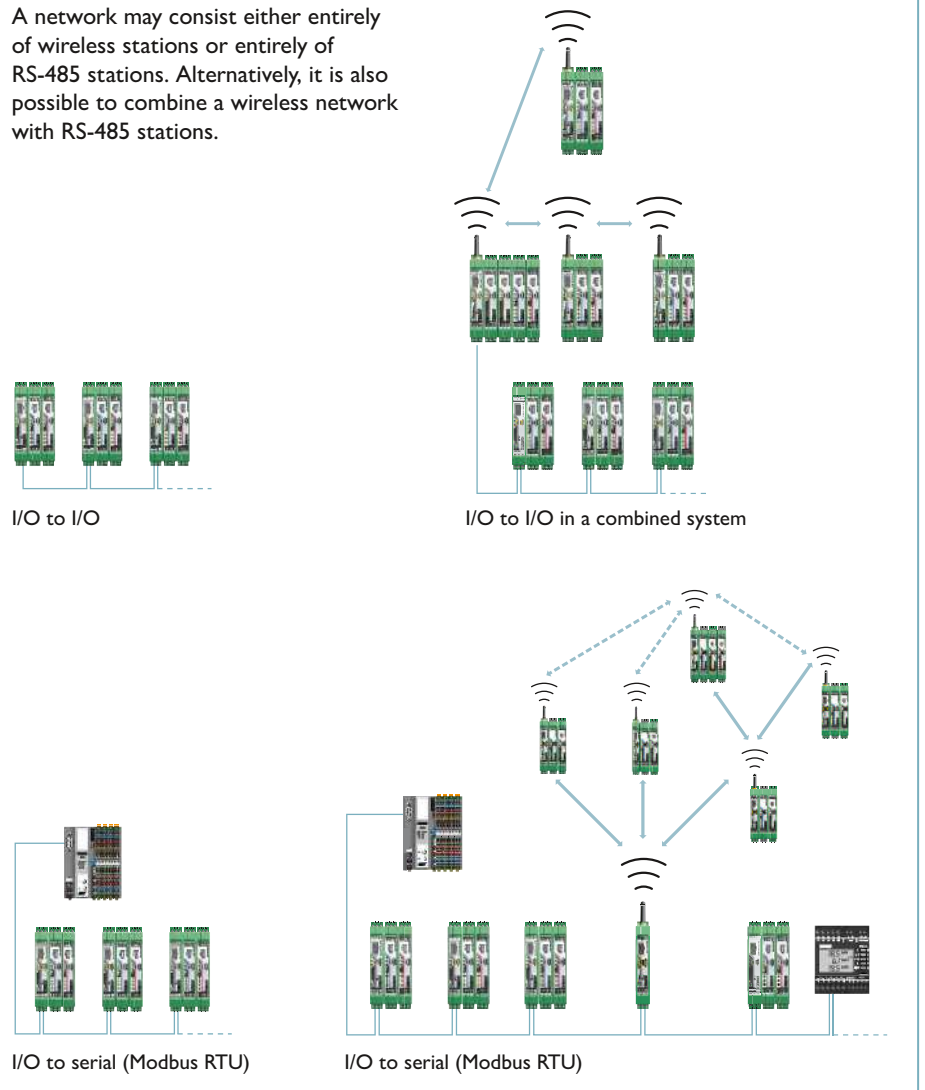 A network may consist either entirely
of wireless stations or entirely of
RS-485 stations. Alternatively, it is also
possible to combine a wireless network
with RS-485 stations.
I/O to I/O
I/O to I/O in a combined system
I/O to serial (Modbus RTU)
I/O to serial (Modbus RTU)